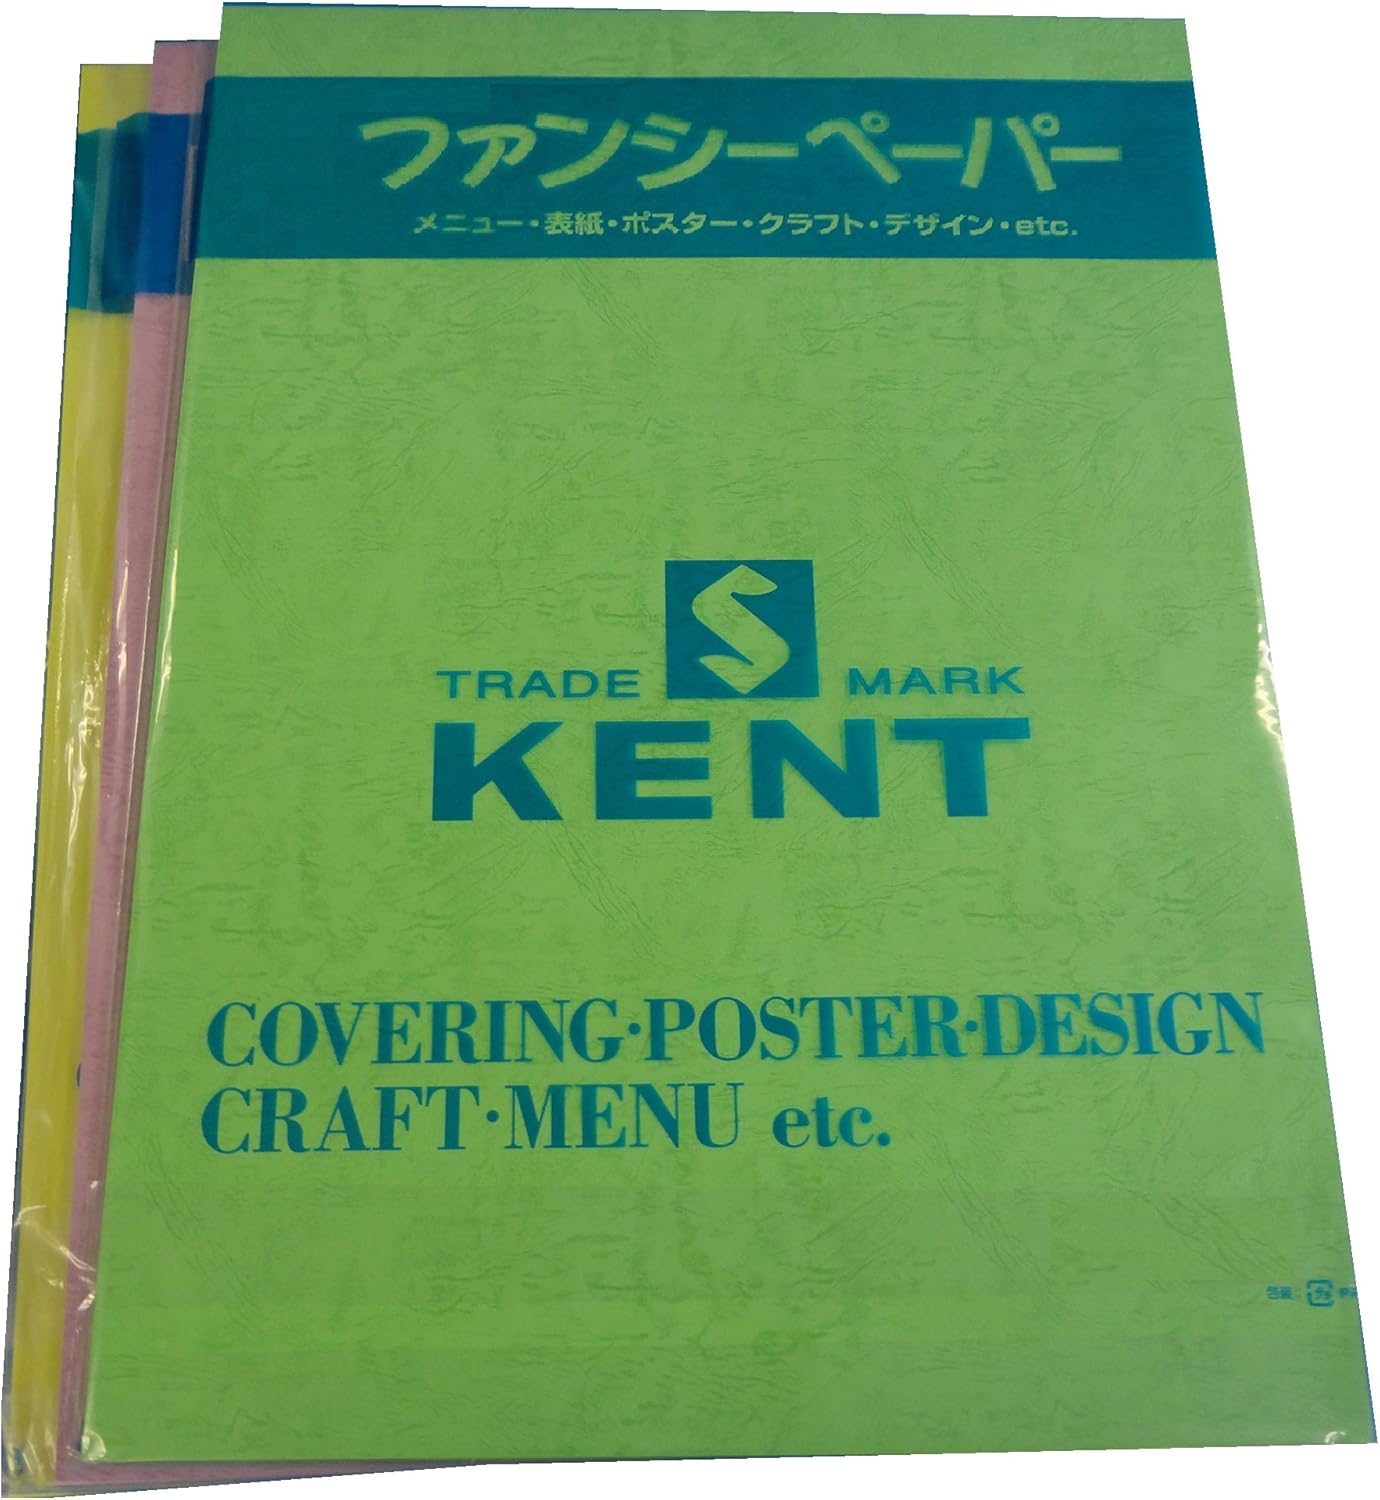 ファンシーペーパー
メニュー・表紙・ポスター・クラフト・デザイン・etc.
TRADE S MARK
KENT
COVERING·POSTER·DESIGN
CRAFT·MENU etc.